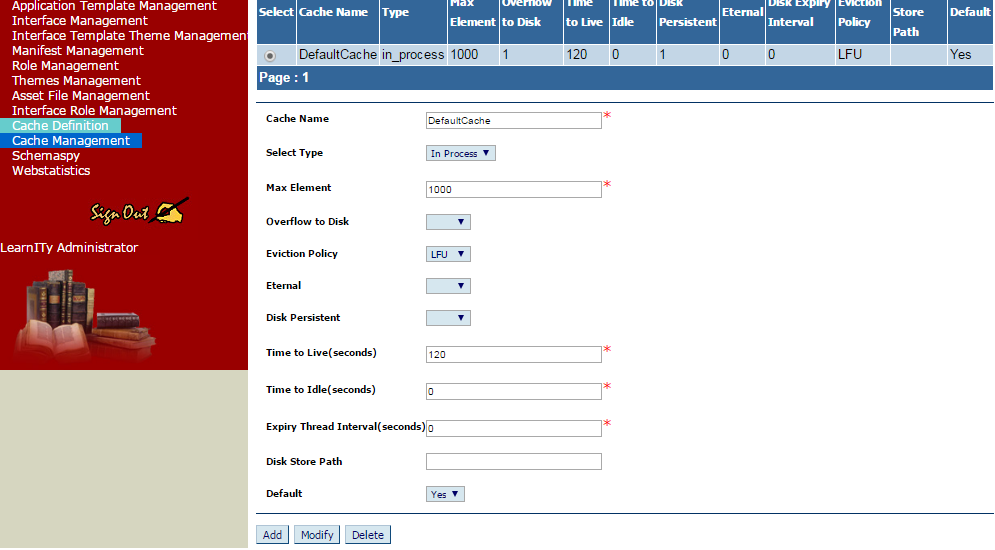 Application Template Management
Interface Management
Interface Template Theme Management
Manifest Management
Role Management
Themes Management
Asset File Management
Interface Role Management
Cache Definition
Cache Management
Schemaspy
Webstatistics
Sign Out
LearnITy Administrator
Select Cache Name Type Max Element Overflow to Disk Time to Live Time to Idle Disk Persistent Eternal Disk Expiry Interval Eviction Policy Store Path Default
DefaultCache in_process 1000 1 120 0 1 0 0 LFU Yes
Page : 1
Cache Name DefaultCache *
Select Type In Process ▼
Max Element 1000 *
Overflow to Disk ▼
Eviction Policy LFU ▼
Eternal ▼
Disk Persistent ▼
Time to Live(seconds) 120 *
Time to Idle(seconds) 0 *
Expiry Thread Interval(seconds) 0 *
Disk Store Path
Default Yes ▼
Add Modify Delete